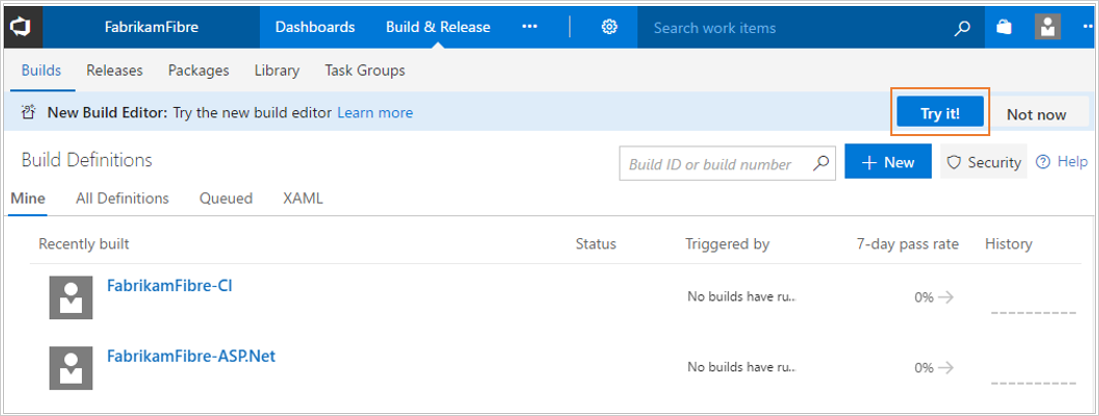 FabrikamFibre Dashboards Build & Release ··· Search work items ··
Builds Releases Packages Library Task Groups
New Build Editor: Try the new build editor Learn more Try it! Not now
Build Definitions Build ID or build number + New Security Help
Mine All Definitions Queued XAML
Recently built Status Triggered by 7-day pass rate History
FabrikamFibre-CI
No builds have ru.. 0%
FabrikamFibre-ASP.Net
No builds have ru.. 0%